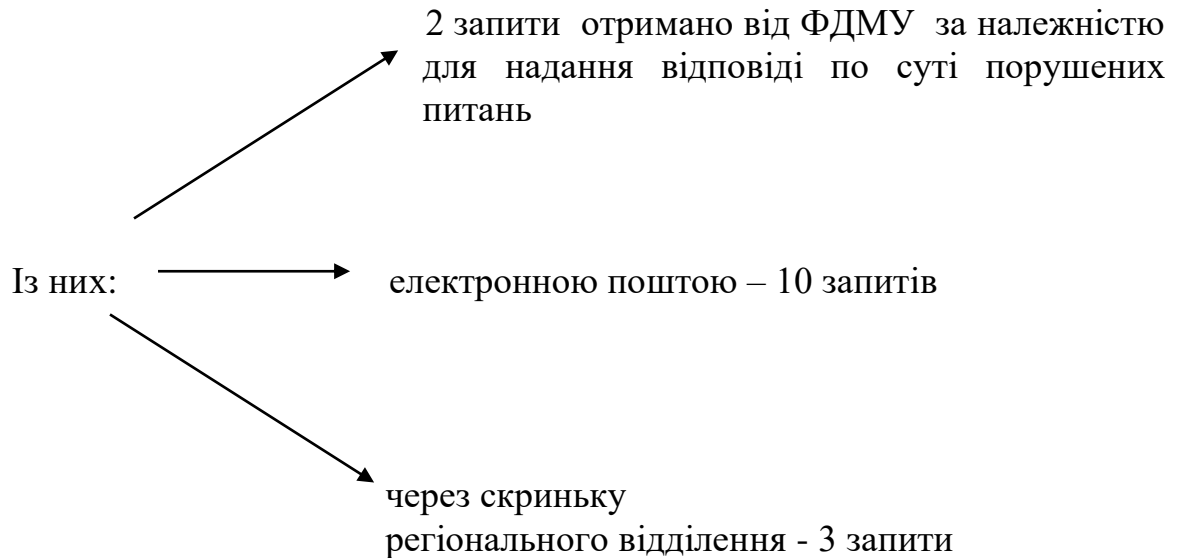 2 запити отримано від ФДМУ за належністю
для надання відповіді по суті порушених
питань
Із них:
електронною поштою – 10 запитів
через скриньку
регіонального відділення - 3 запити